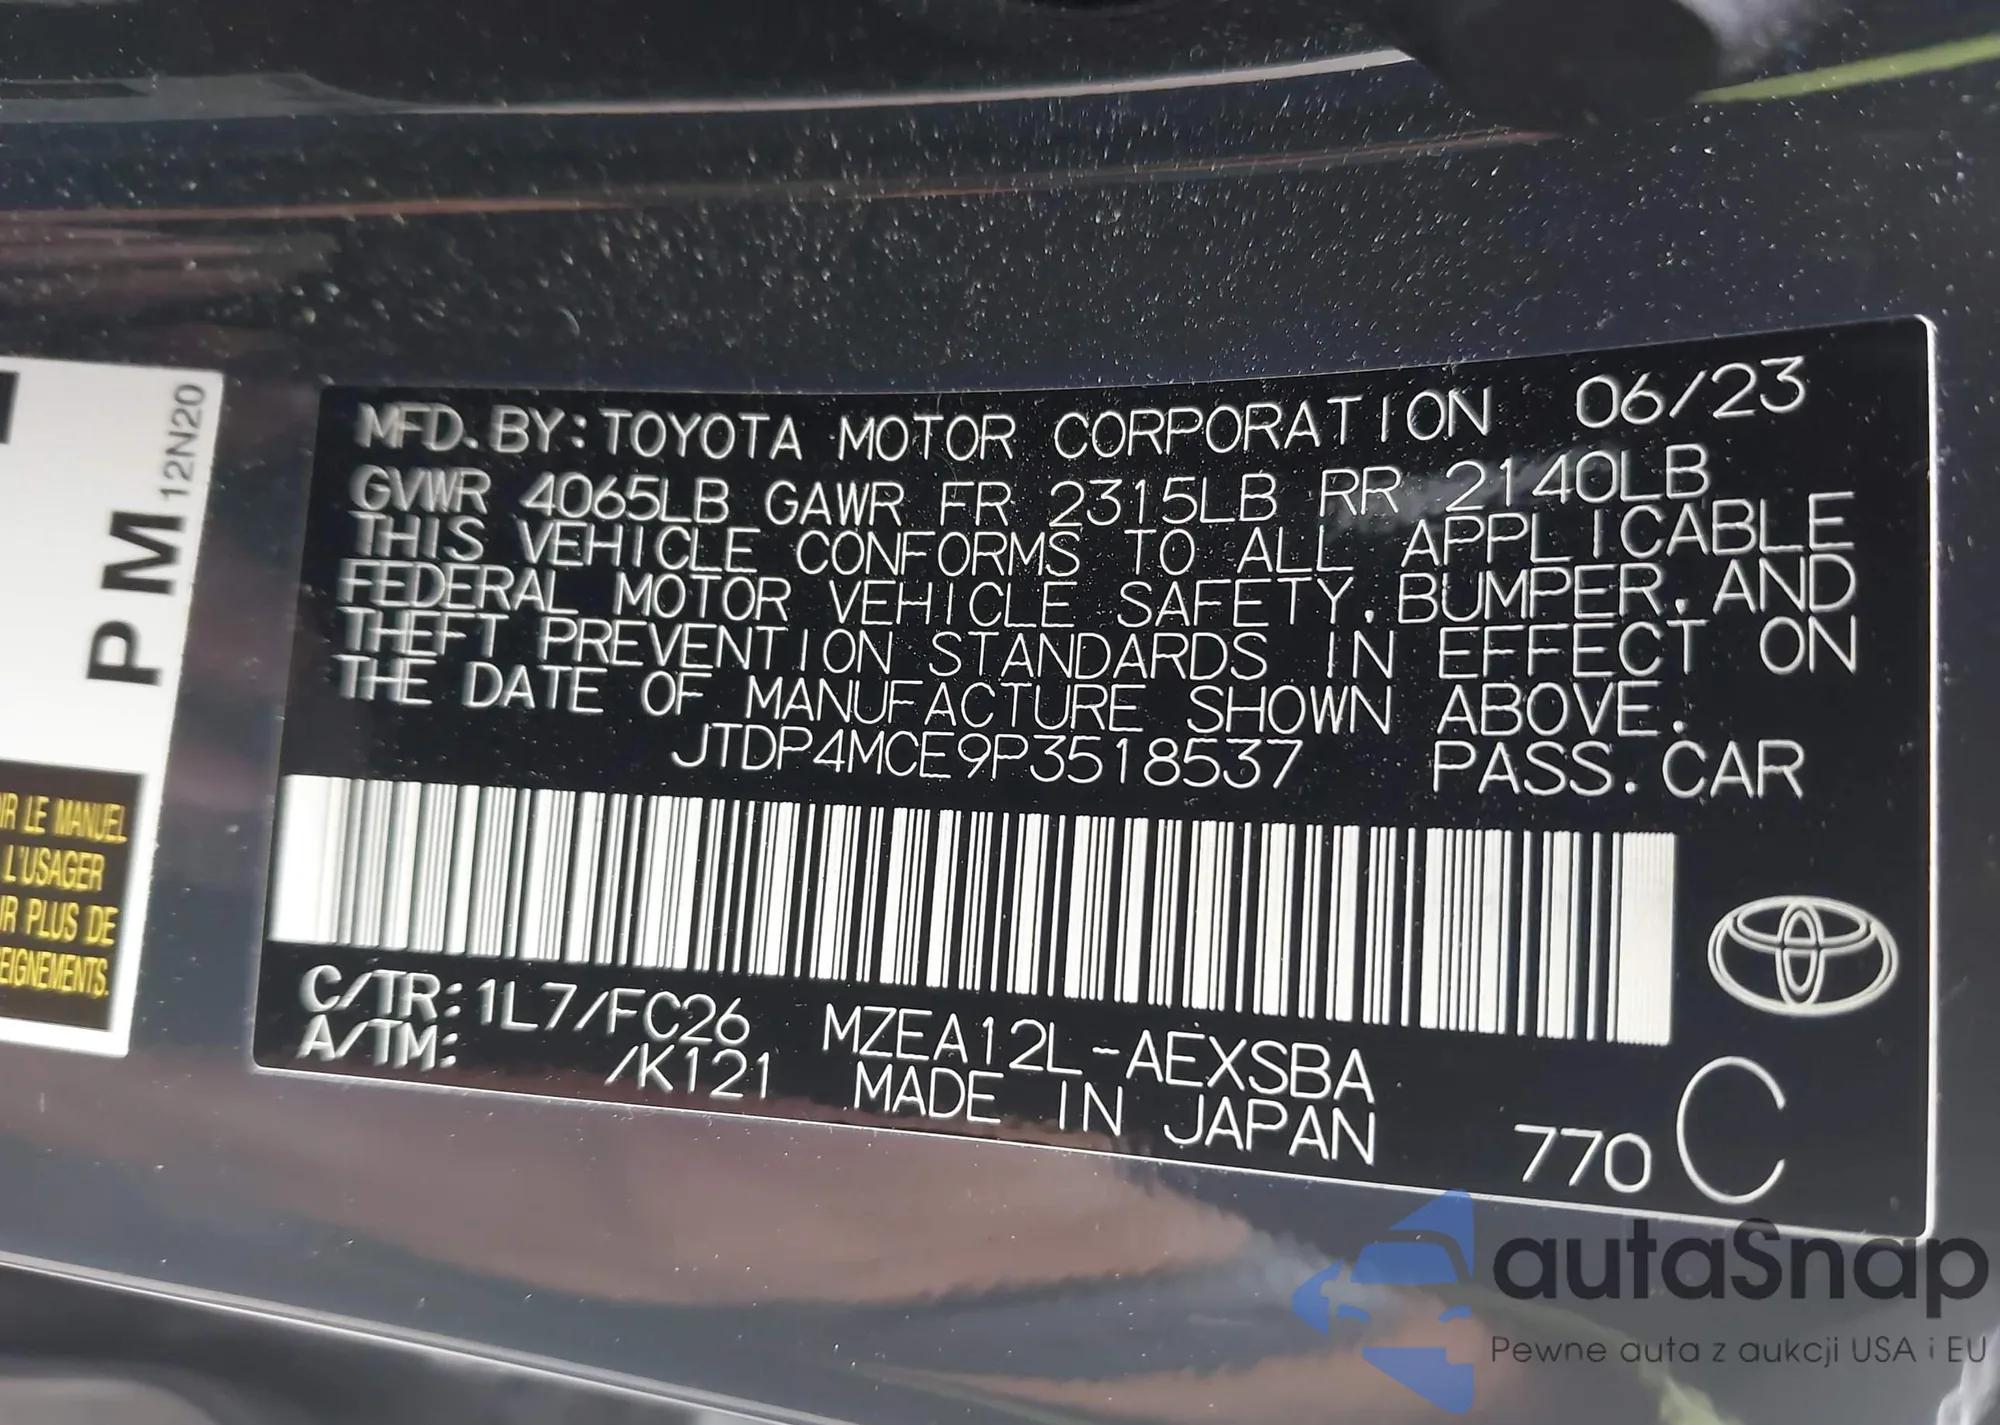 MFD. BY: TOYOTA MOTOR CORPORATION 06/23
GVWR 4065LB GAWR FR 2315LB RR 2140LB
THIS VEHICLE CONFORMS TO ALL APPLICABLE
FEDERAL MOTOR VEHICLE SAFETY, BUMPER, AND
THEFT PREVENTION STANDARDS IN EFFECT ON
THE DATE OF MANUFACTURE SHOWN ABOVE.
JTDP4MCE9P3518537 PASS. CAR
C/TR: 1L7/FC26 MZEA12L-AEXSBA
A/TM: /K121 MADE IN JAPAN
770 C
PM 12N20
IR LE MANUEL
L'USAGER
IR PLUS DE
EIGNEMENTS.
autaSnap
Pewne auta z aukcji USA i EU